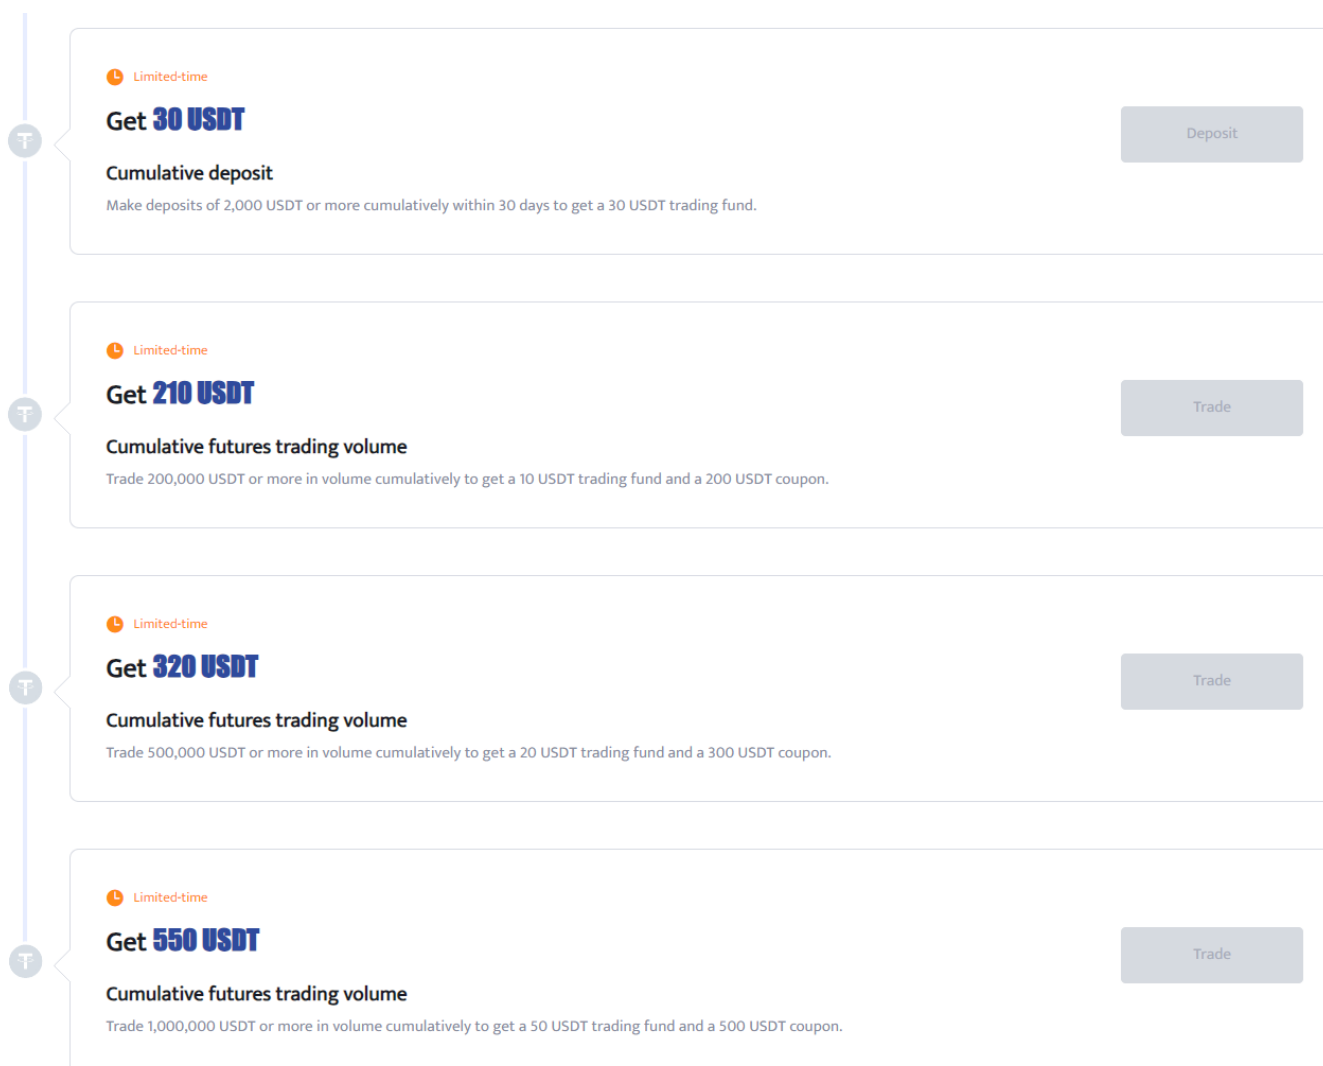 Limited-time
Get 30 USDT
Deposit
Cumulative deposit
Make deposits of 2,000 USDT or more cumulatively within 30 days to get a 30 USDT trading fund.
Limited-time
Get 210 USDT
Trade
Cumulative futures trading volume
Trade 200,000 USDT or more in volume cumulatively to get a 10 USDT trading fund and a 200 USDT coupon.
Limited-time
Get 320 USDT
Trade
Cumulative futures trading volume
Trade 500,000 USDT or more in volume cumulatively to get a 20 USDT trading fund and a 300 USDT coupon.
Limited-time
Get 550 USDT
Trade
Cumulative futures trading volume
Trade 1,000,000 USDT or more in volume cumulatively to get a 50 USDT trading fund and a 500 USDT coupon.